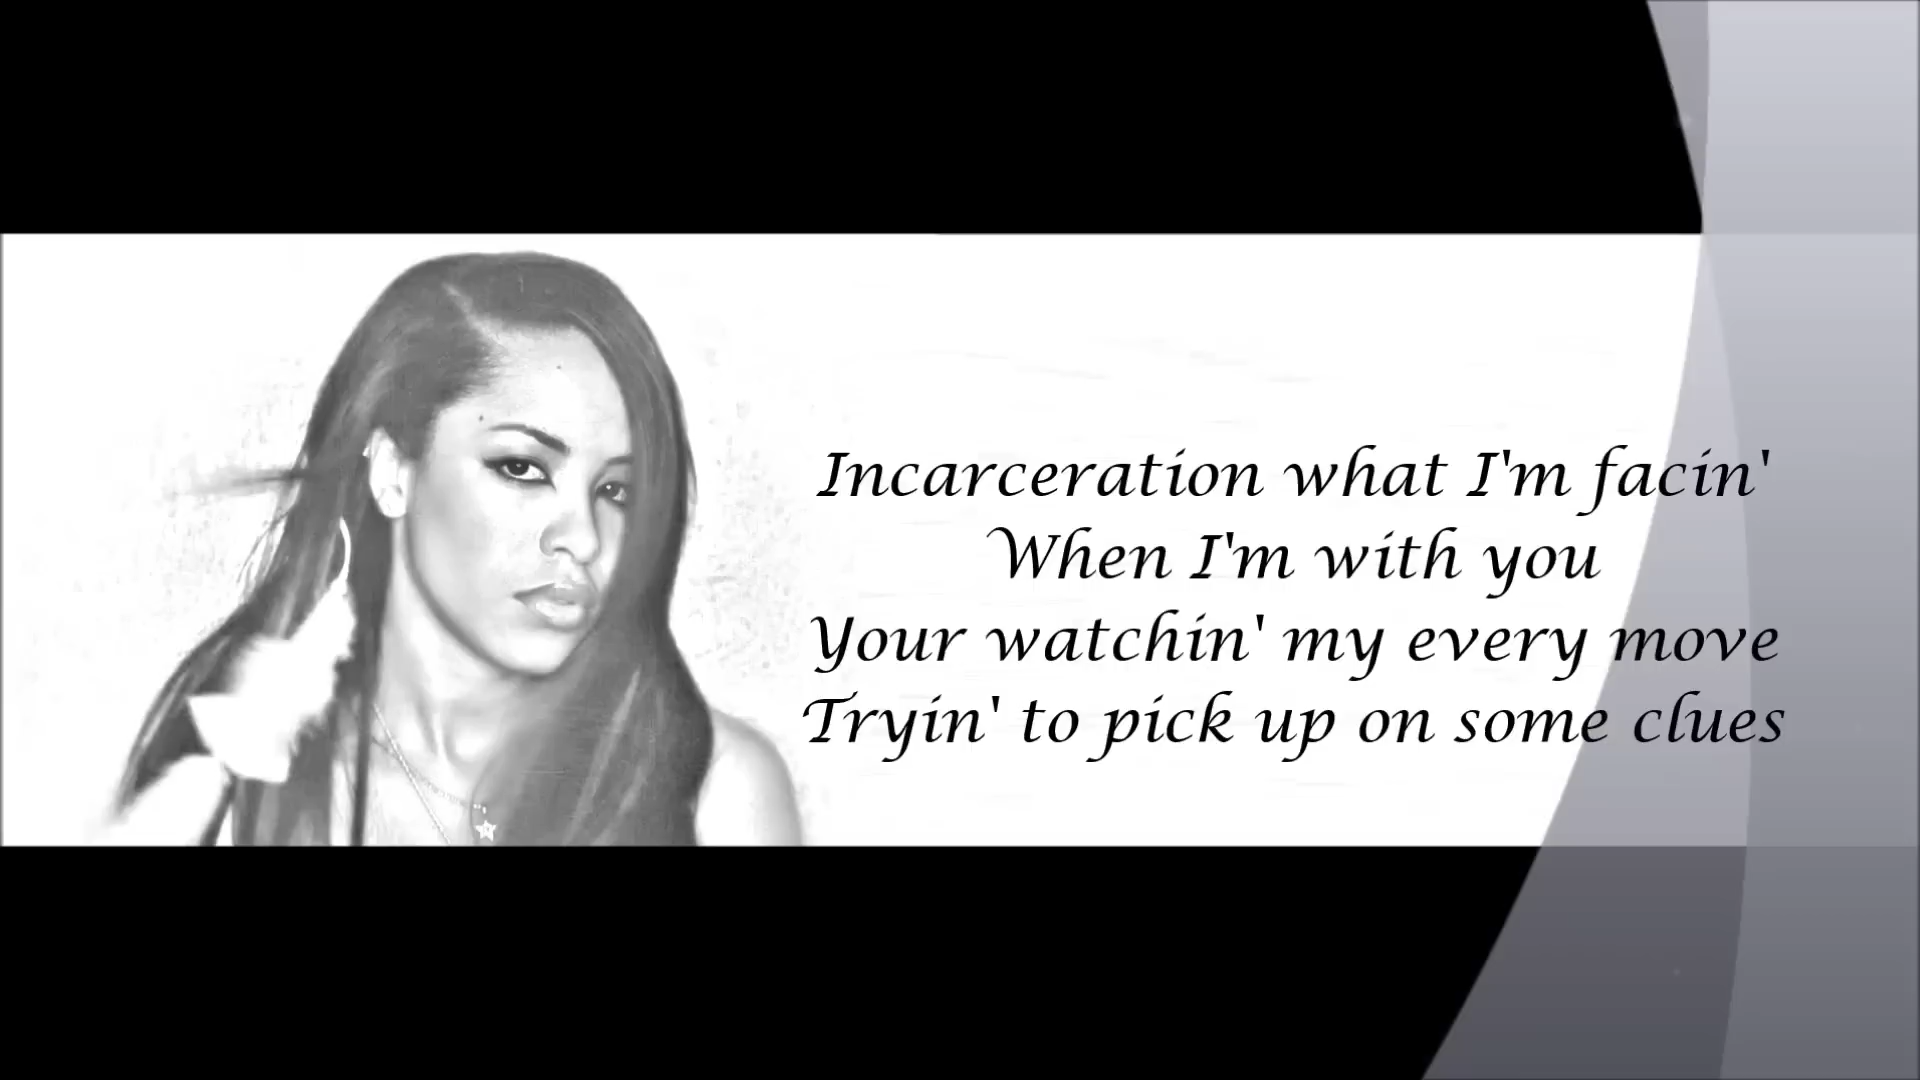 Incarceration what I'm facin'
When I'm with you
Your watchin' my every move
Tryin' to pick up on some clues